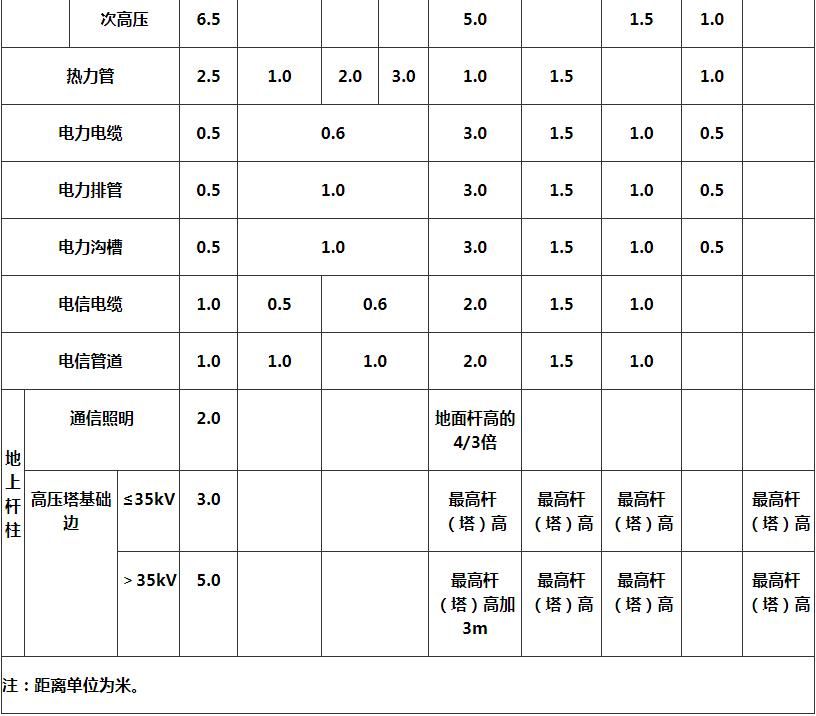 次高压 6.5 5.0 1.5 1.0
热力管 2.5 1.0 2.0 3.0 1.0 1.5 1.0
电力电缆 0.5 0.6 3.0 1.5 1.0 0.5
电力排管 0.5 1.0 3.0 1.5 1.0 0.5
电力沟槽 0.5 1.0 3.0 1.5 1.0 0.5
电信电缆 1.0 0.5 0.6 2.0 1.5 1.0
电信管道 1.0 1.0 1.0 2.0 1.5 1.0
地上杆柱
通信照明 2.0 地面杆高的
4/3倍
高压塔基础 ≤35kV 3.0 最高杆 最高杆 最高杆 最高杆
边 （塔）高 （塔）高 （塔）高 （塔）高
＞35kV 5.0 最高杆 最高杆 最高杆 最高杆
（塔）高加 （塔）高 （塔）高 （塔）高
3m
注：距离单位为米。